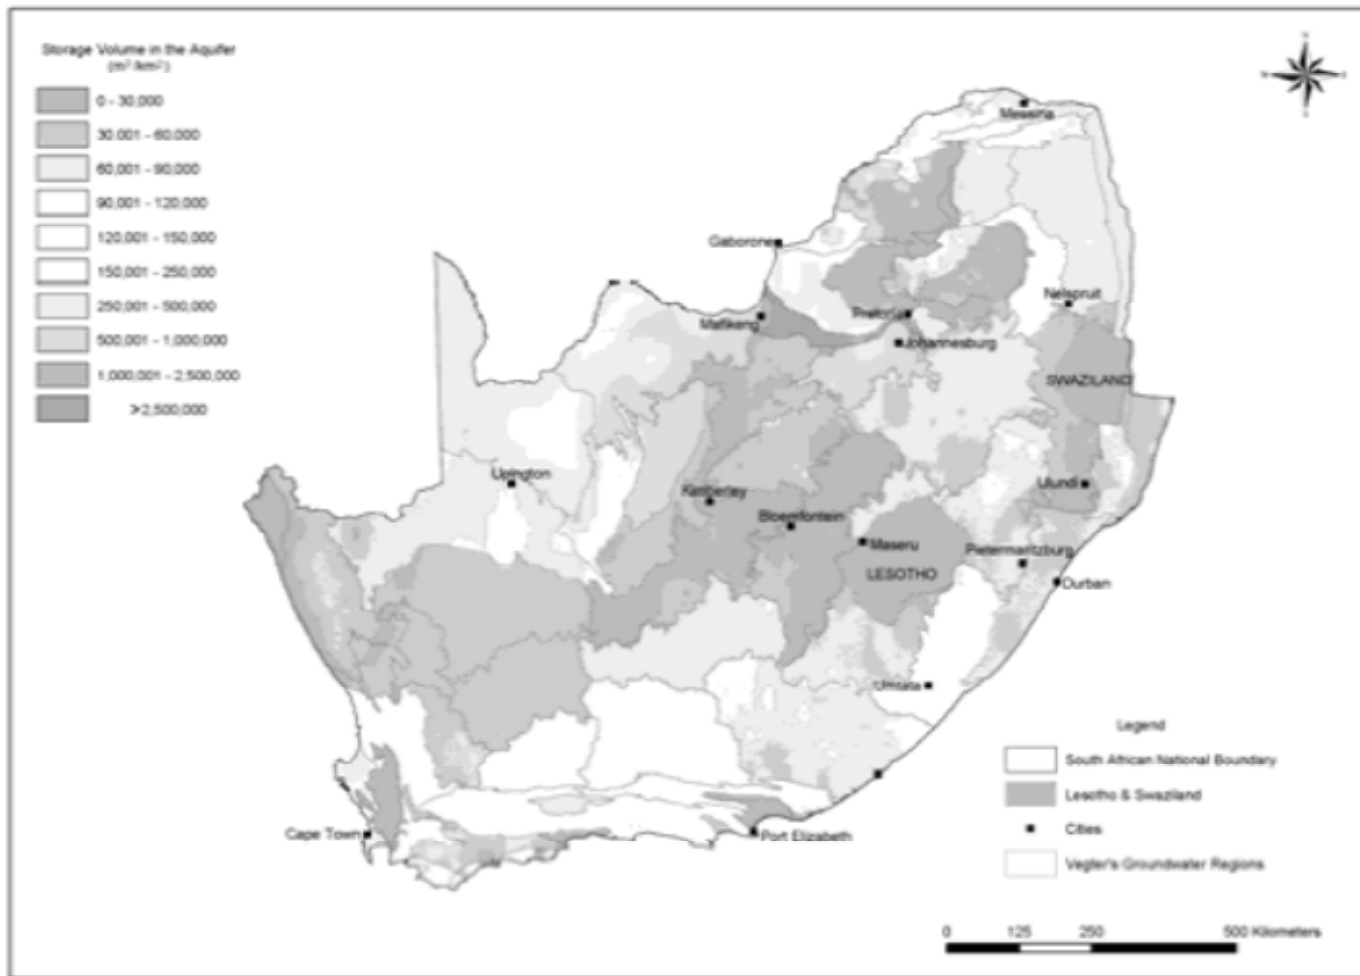 Storage Volume in the Aquifer
(m³/km²)
0 - 30,000
30,001 - 60,000
60,001 - 90,000
90,001 - 120,000
120,001 - 150,000
150,001 - 250,000
250,001 - 500,000
500,001 - 1,000,000
1,000,001 - 2,500,000
>2,500,000
N
W
E
S
Messina
Gaborone
Nelspruit
Mafikeng
Pretoria
Johannesburg
SWAZILAND
Upington
Kimberley
Ulundi
Bloemfontein
Maseru
Pietermaritzburg
LESOTHO
Durban
Umtata
Cape Town
Port Elizabeth
Legend
South African National Boundary
Lesotho & Swaziland
Cities
Vegter's Groundwater Regions
0 125 250 500 Kilometers